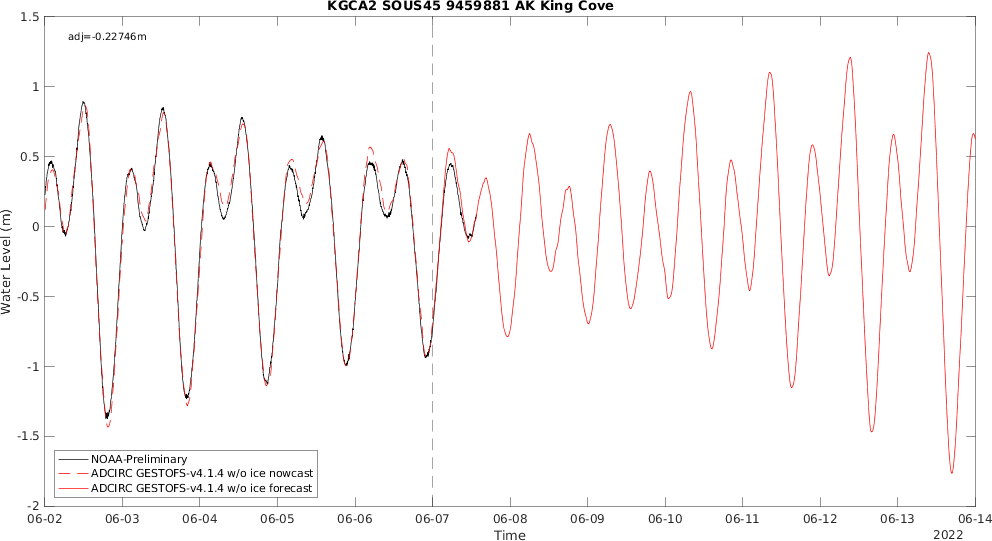 KGCA2 SOUS45 9459881 AK King Cove
adj=-0.22746m
1.5
1
0.5
0
-0.5
-1
-1.5
-2
Water Level (m)
NOAA-Preliminary
ADCIRC GESTOFS-v4.1.4 w/o ice nowcast
ADCIRC GESTOFS-v4.1.4 w/o ice forecast
06-02 06-03 06-04 06-05 06-06 06-07 06-08 06-09 06-10 06-11 06-12 06-13 06-14
Time
2022